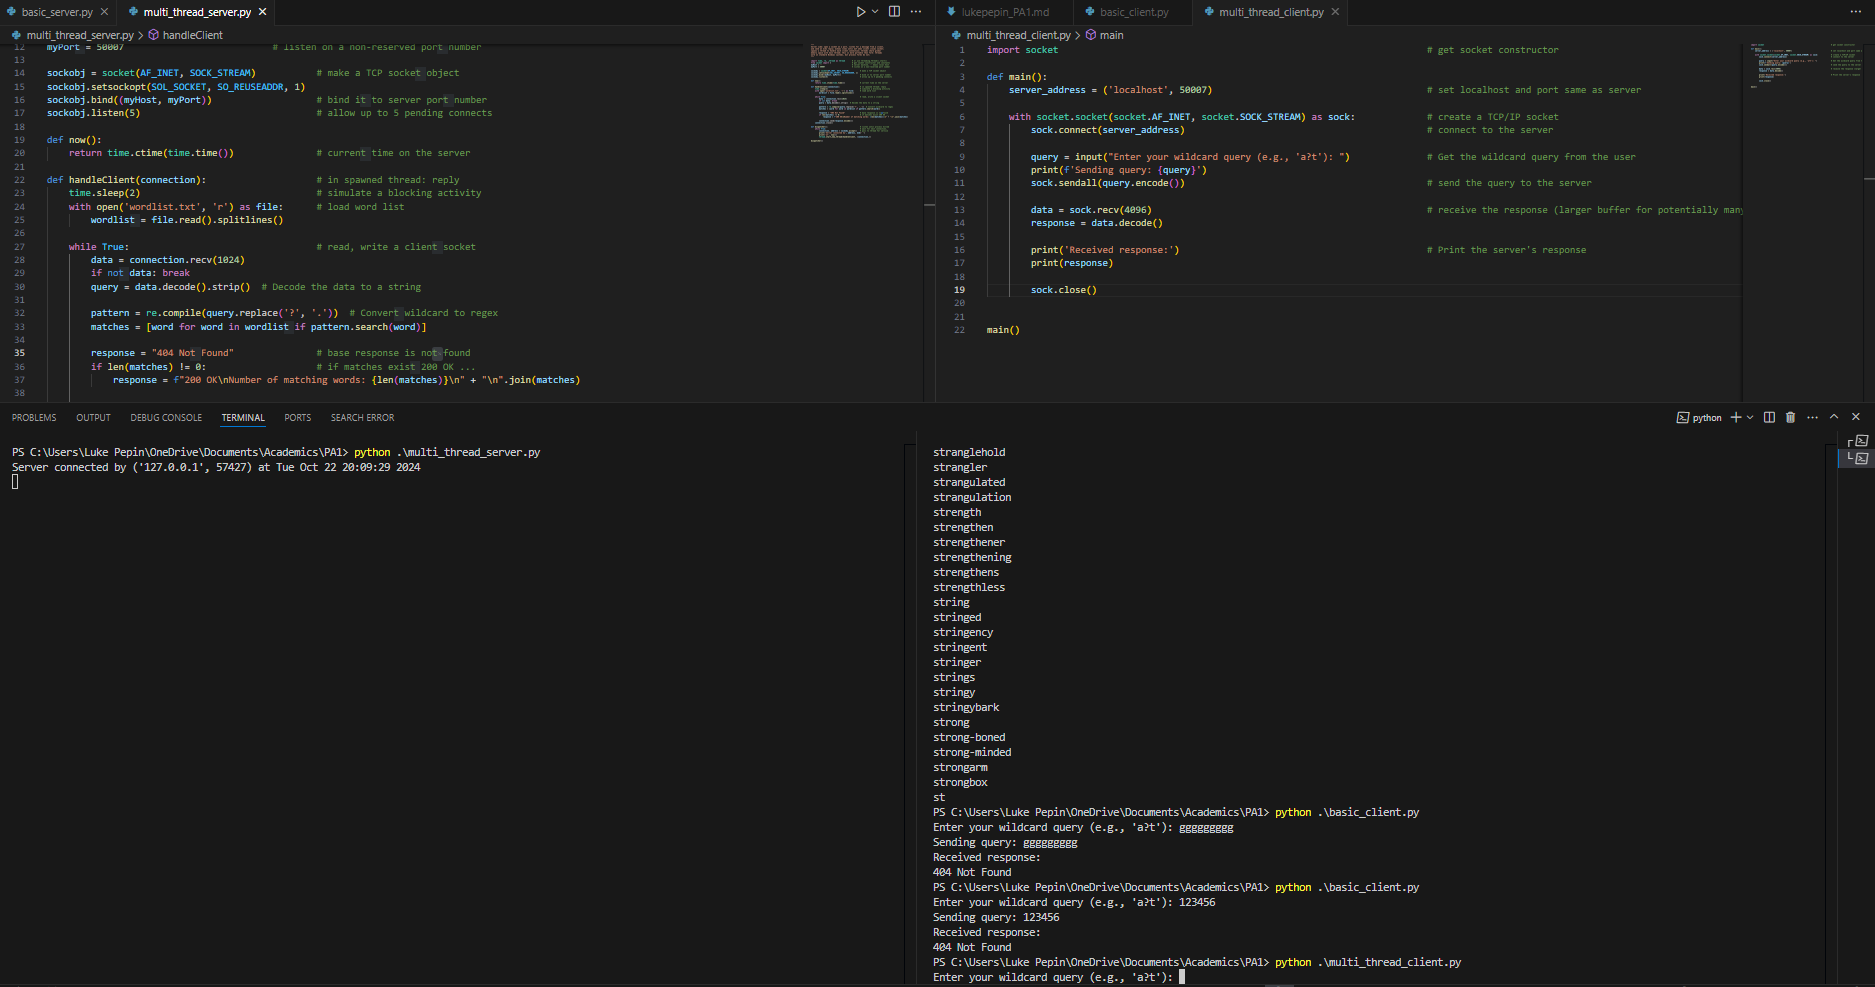 basic_server.py
multi_thread_server.py
multi_thread_server.py > handleClient
12 myPort = 50007 # listen on a non-reserved port number
13
14 sockobj = socket(AF_INET, SOCK_STREAM) # make a TCP socket object
15 sockobj.setsockopt(SOL_SOCKET, SO_REUSEADDR, 1)
16 sockobj.bind((myHost, myPort)) # bind it to server port number
17 sockobj.listen(5) # allow up to 5 pending connects
18
19 def now():
20 return time.ctime(time.time()) # current time on the server
21
22 def handleClient(connection): # in spawned thread: reply
23 time.sleep(2) # simulate a blocking activity
24 with open('wordlist.txt', 'r') as file: # load word list
25 wordlist = file.read().splitlines()
26
27 while True: # read, write a client socket
28 data = connection.recv(1024)
29 if not data: break
30 query = data.decode().strip() # Decode the data to a string
31
32 pattern = re.compile(query.replace('?', '.')) # Convert wildcard to regex
33 matches = [word for word in wordlist if pattern.search(word)]
34
35 response = "404 Not Found" # base response is not found
36 if len(matches) != 0: # if matches exist 200 OK ...
37 response = f"200 OK\nNumber of matching words: {len(matches)}\n" + "\n".join(matches)
38
lukepepin_PA1.md
basic_client.py
multi_thread_client.py
multi_thread_client.py > main
1 import socket # get socket constructor
2
3 def main():
4 server_address = ('localhost', 50007) # set localhost and port same as server
5
6 with socket.socket(socket.AF_INET, socket.SOCK_STREAM) as sock: # create a TCP/IP socket
7 sock.connect(server_address) # connect to the server
8
9 query = input("Enter your wildcard query (e.g., 'a?t'): ") # Get the wildcard query from the user
10 print(f'Sending query: {query}')
11 sock.sendall(query.encode()) # send the query to the server
12
13 data = sock.recv(4096) # receive the response (larger buffer for potentially many
14 response = data.decode()
15
16 print('Received response:') # Print the server's response
17 print(response)
18
19 sock.close()
20
21
22 main()
PROBLEMS OUTPUT DEBUG CONSOLE TERMINAL PORTS SEARCH ERROR
python
PS C:\Users\Luke Pepin\OneDrive\Documents\Academics\PA1> python .\multi_thread_server.py
Server connected by ('127.0.0.1', 57427) at Tue Oct 22 20:09:29 2024
stranglehold
strangler
strangulated
strangulation
strength
strengthen
strengthener
strengthening
strengthens
strengthless
string
stringed
stringency
stringent
stringer
strings
stringy
stringybark
strong
strong-boned
strong-minded
strongarm
strongbox
st
PS C:\Users\Luke Pepin\OneDrive\Documents\Academics\PA1> python .\basic_client.py
Enter your wildcard query (e.g., 'a?t'): ggggggggg
Sending query: ggggggggg
Received response:
404 Not Found
PS C:\Users\Luke Pepin\OneDrive\Documents\Academics\PA1> python .\basic_client.py
Enter your wildcard query (e.g., 'a?t'): 123456
Sending query: 123456
Received response:
404 Not Found
PS C:\Users\Luke Pepin\OneDrive\Documents\Academics\PA1> python .\multi_thread_client.py
Enter your wildcard query (e.g., 'a?t'):